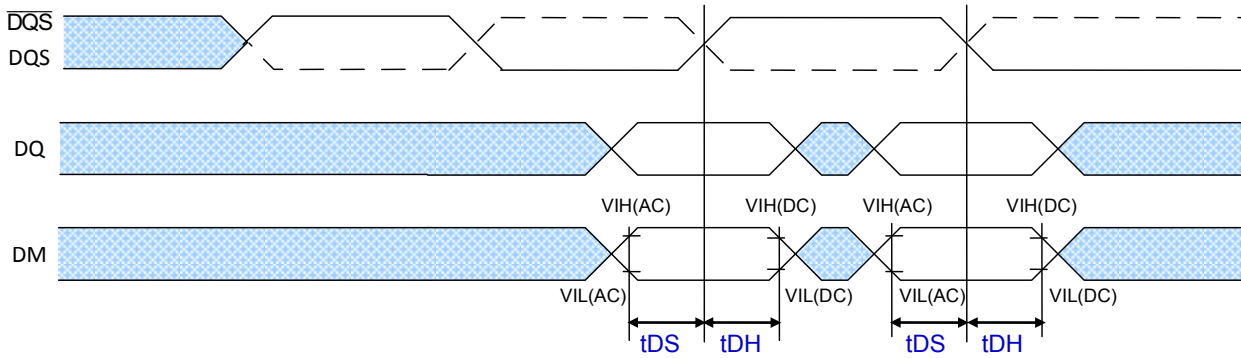 D̅Q̅S̅
DQS
DQ
DM
VIH(AC) VIH(DC) VIH(AC) VIH(DC)
VIL(AC) VIL(DC) VIL(AC) VIL(DC)
tDS tDH tDS tDH